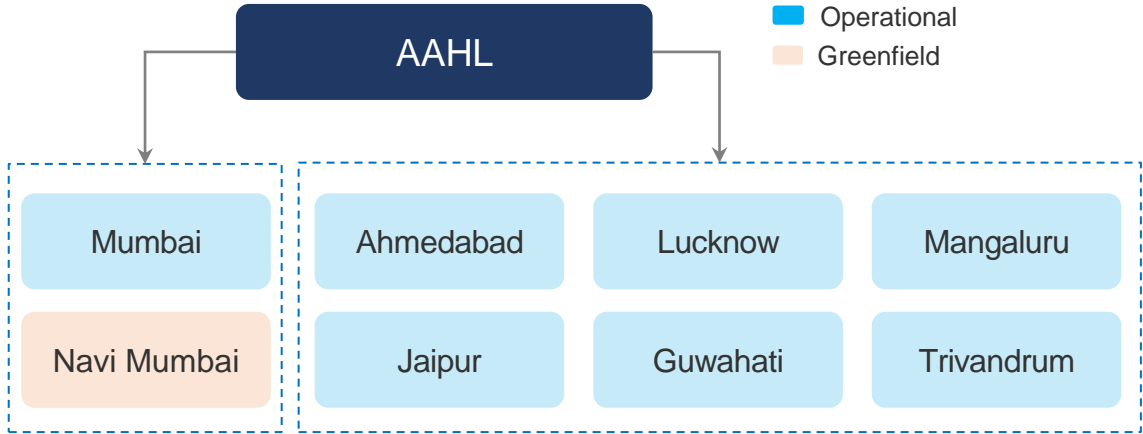 AAHL
Operational
Greenfield
Mumbai
Navi Mumbai
Ahmedabad
Lucknow
Mangaluru
Jaipur
Guwahati
Trivandrum